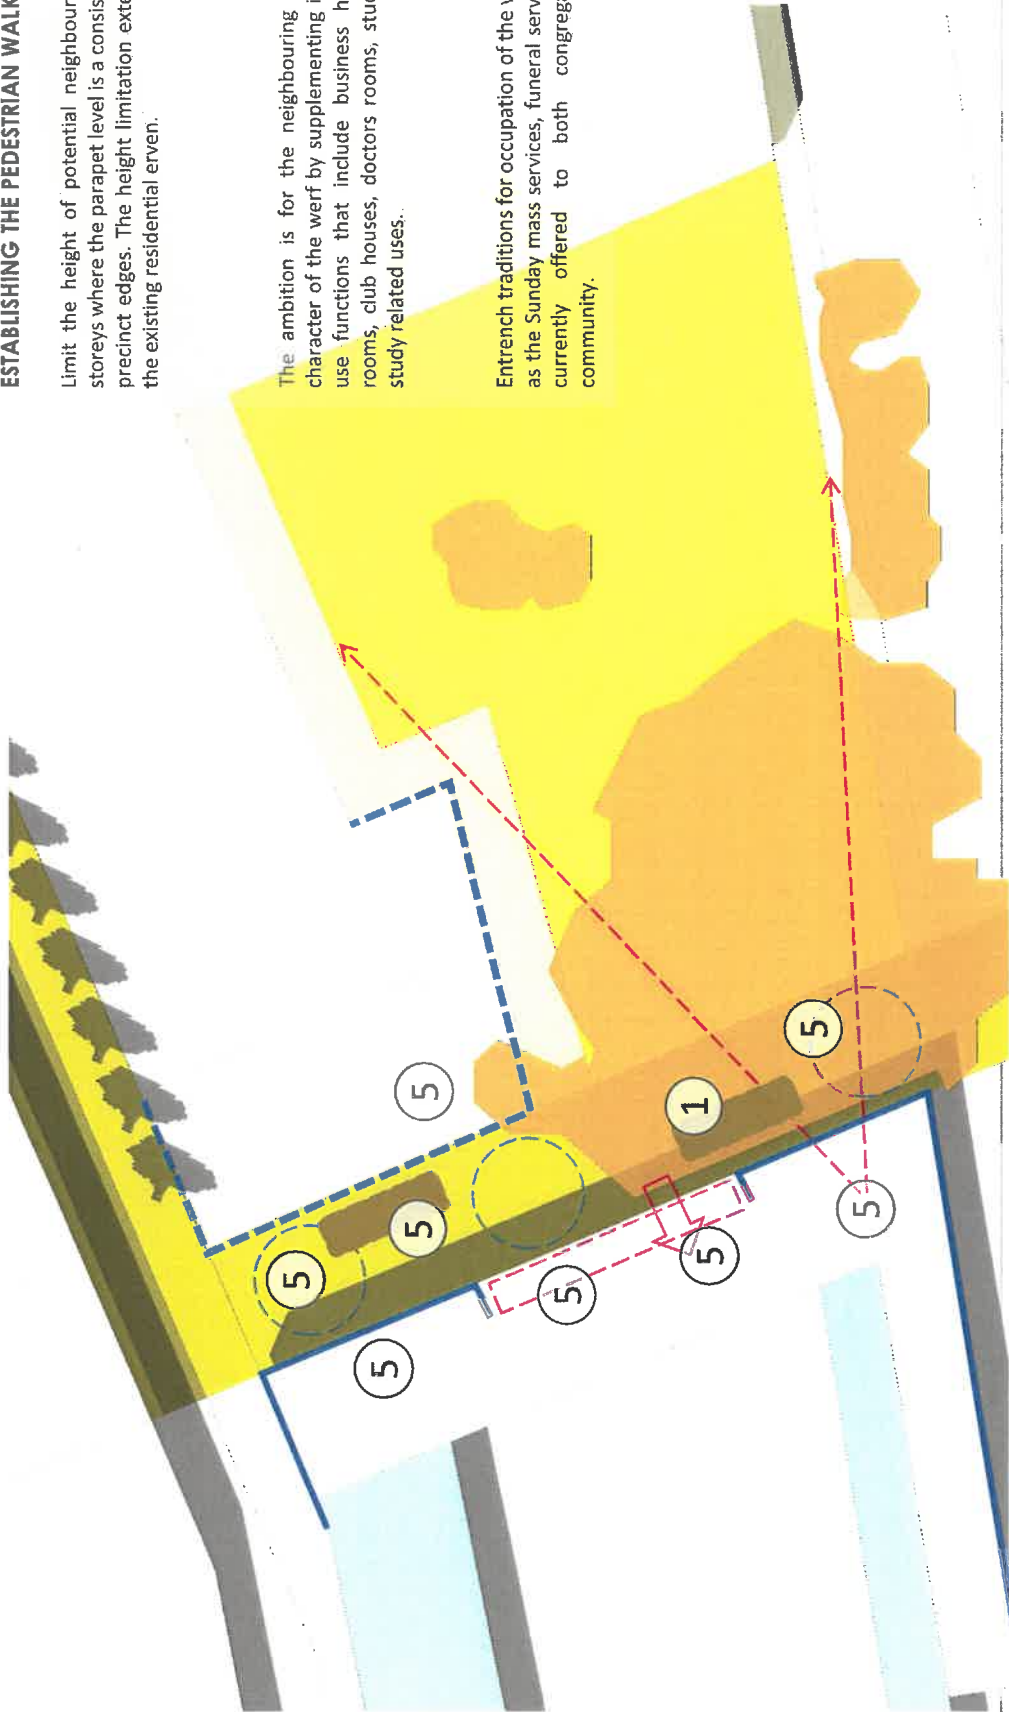 ESTABLISHING THE PEDESTRIAN WALK
Limit the height of potential neighbour
storeys where the parapet level is a consis
precinct edges. The height limitation exte
the existing residential erven.
The ambition is for the neighbouring
character of the werf by supplementing i
use functions that include business h
rooms, club houses, doctors rooms, stu
study related uses.
Entrench traditions for occupation of the
as the Sunday mass services, funeral serv
currently offered to both congrega
community.
5
5
5
5
5
5
1
5
5